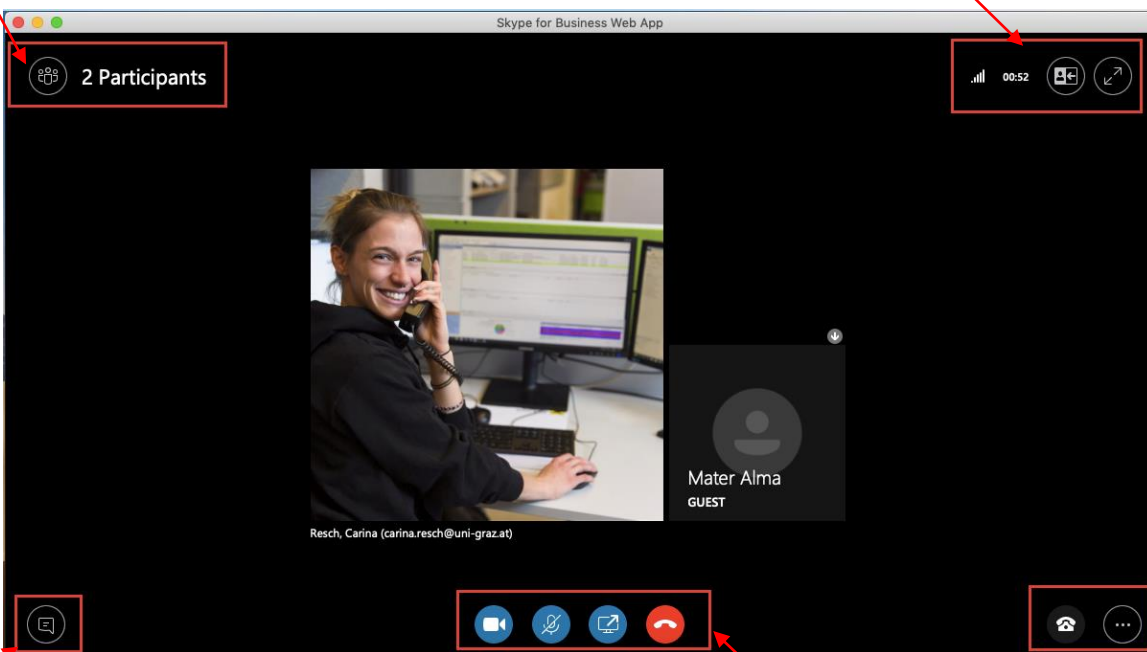 Skype for Business Web App
2 Participants
00:52
Mater Alma
GUEST
Resch, Carina (carina.resch@uni-graz.at)